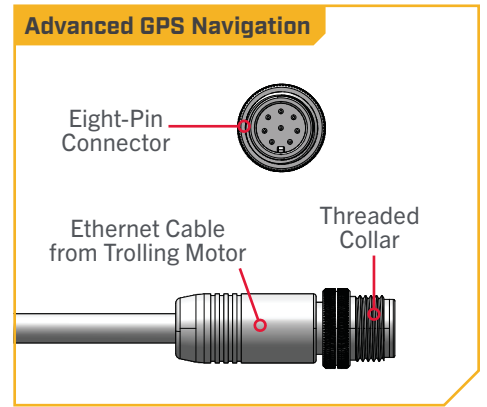 Advanced GPS Navigation
Eight-Pin
Connector
Ethernet Cable
from Trolling Motor
Threaded
Collar